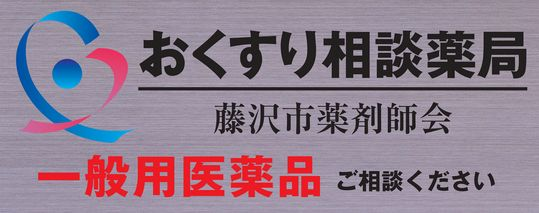 おくすり相談薬局
藤沢市薬剤師会
一般用医薬品 ご相談ください